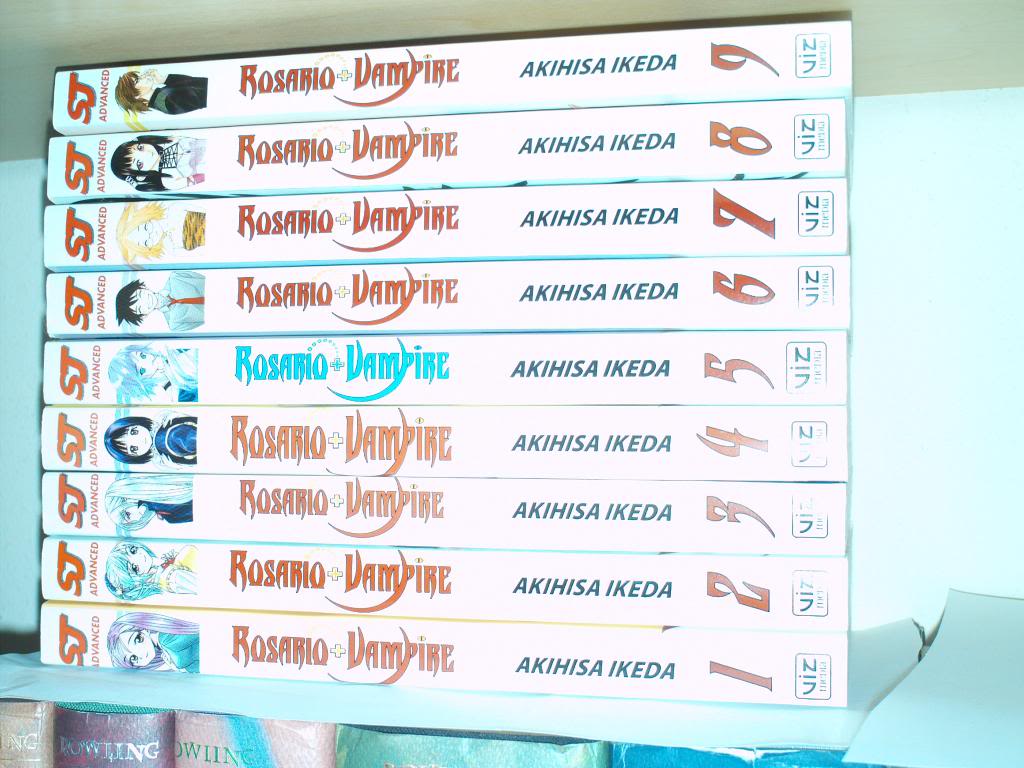 SJ ADVANCED ROSARIO+VAMPIRE AKIHISA IKEDA 9 VIZ media
SJ ADVANCED ROSARIO+VAMPIRE AKIHISA IKEDA 8 VIZ media
SJ ADVANCED ROSARIO+VAMPIRE AKIHISA IKEDA 7 VIZ media
SJ ADVANCED ROSARIO+VAMPIRE AKIHISA IKEDA 6 VIZ media
SJ ADVANCED ROSARIO+VAMPIRE AKIHISA IKEDA 5 VIZ media
SJ ADVANCED ROSARIO+VAMPIRE AKIHISA IKEDA 4 VIZ
SJ ADVANCED ROSARIO+VAMPIRE AKIHISA IKEDA 3 VIZ
SJ ADVANCED ROSARIO+VAMPIRE AKIHISA IKEDA 2 VIZ
SJ ADVANCED ROSARIO+VAMPIRE AKIHISA IKEDA 1 VIZ media
NG ROWLING ROWLING